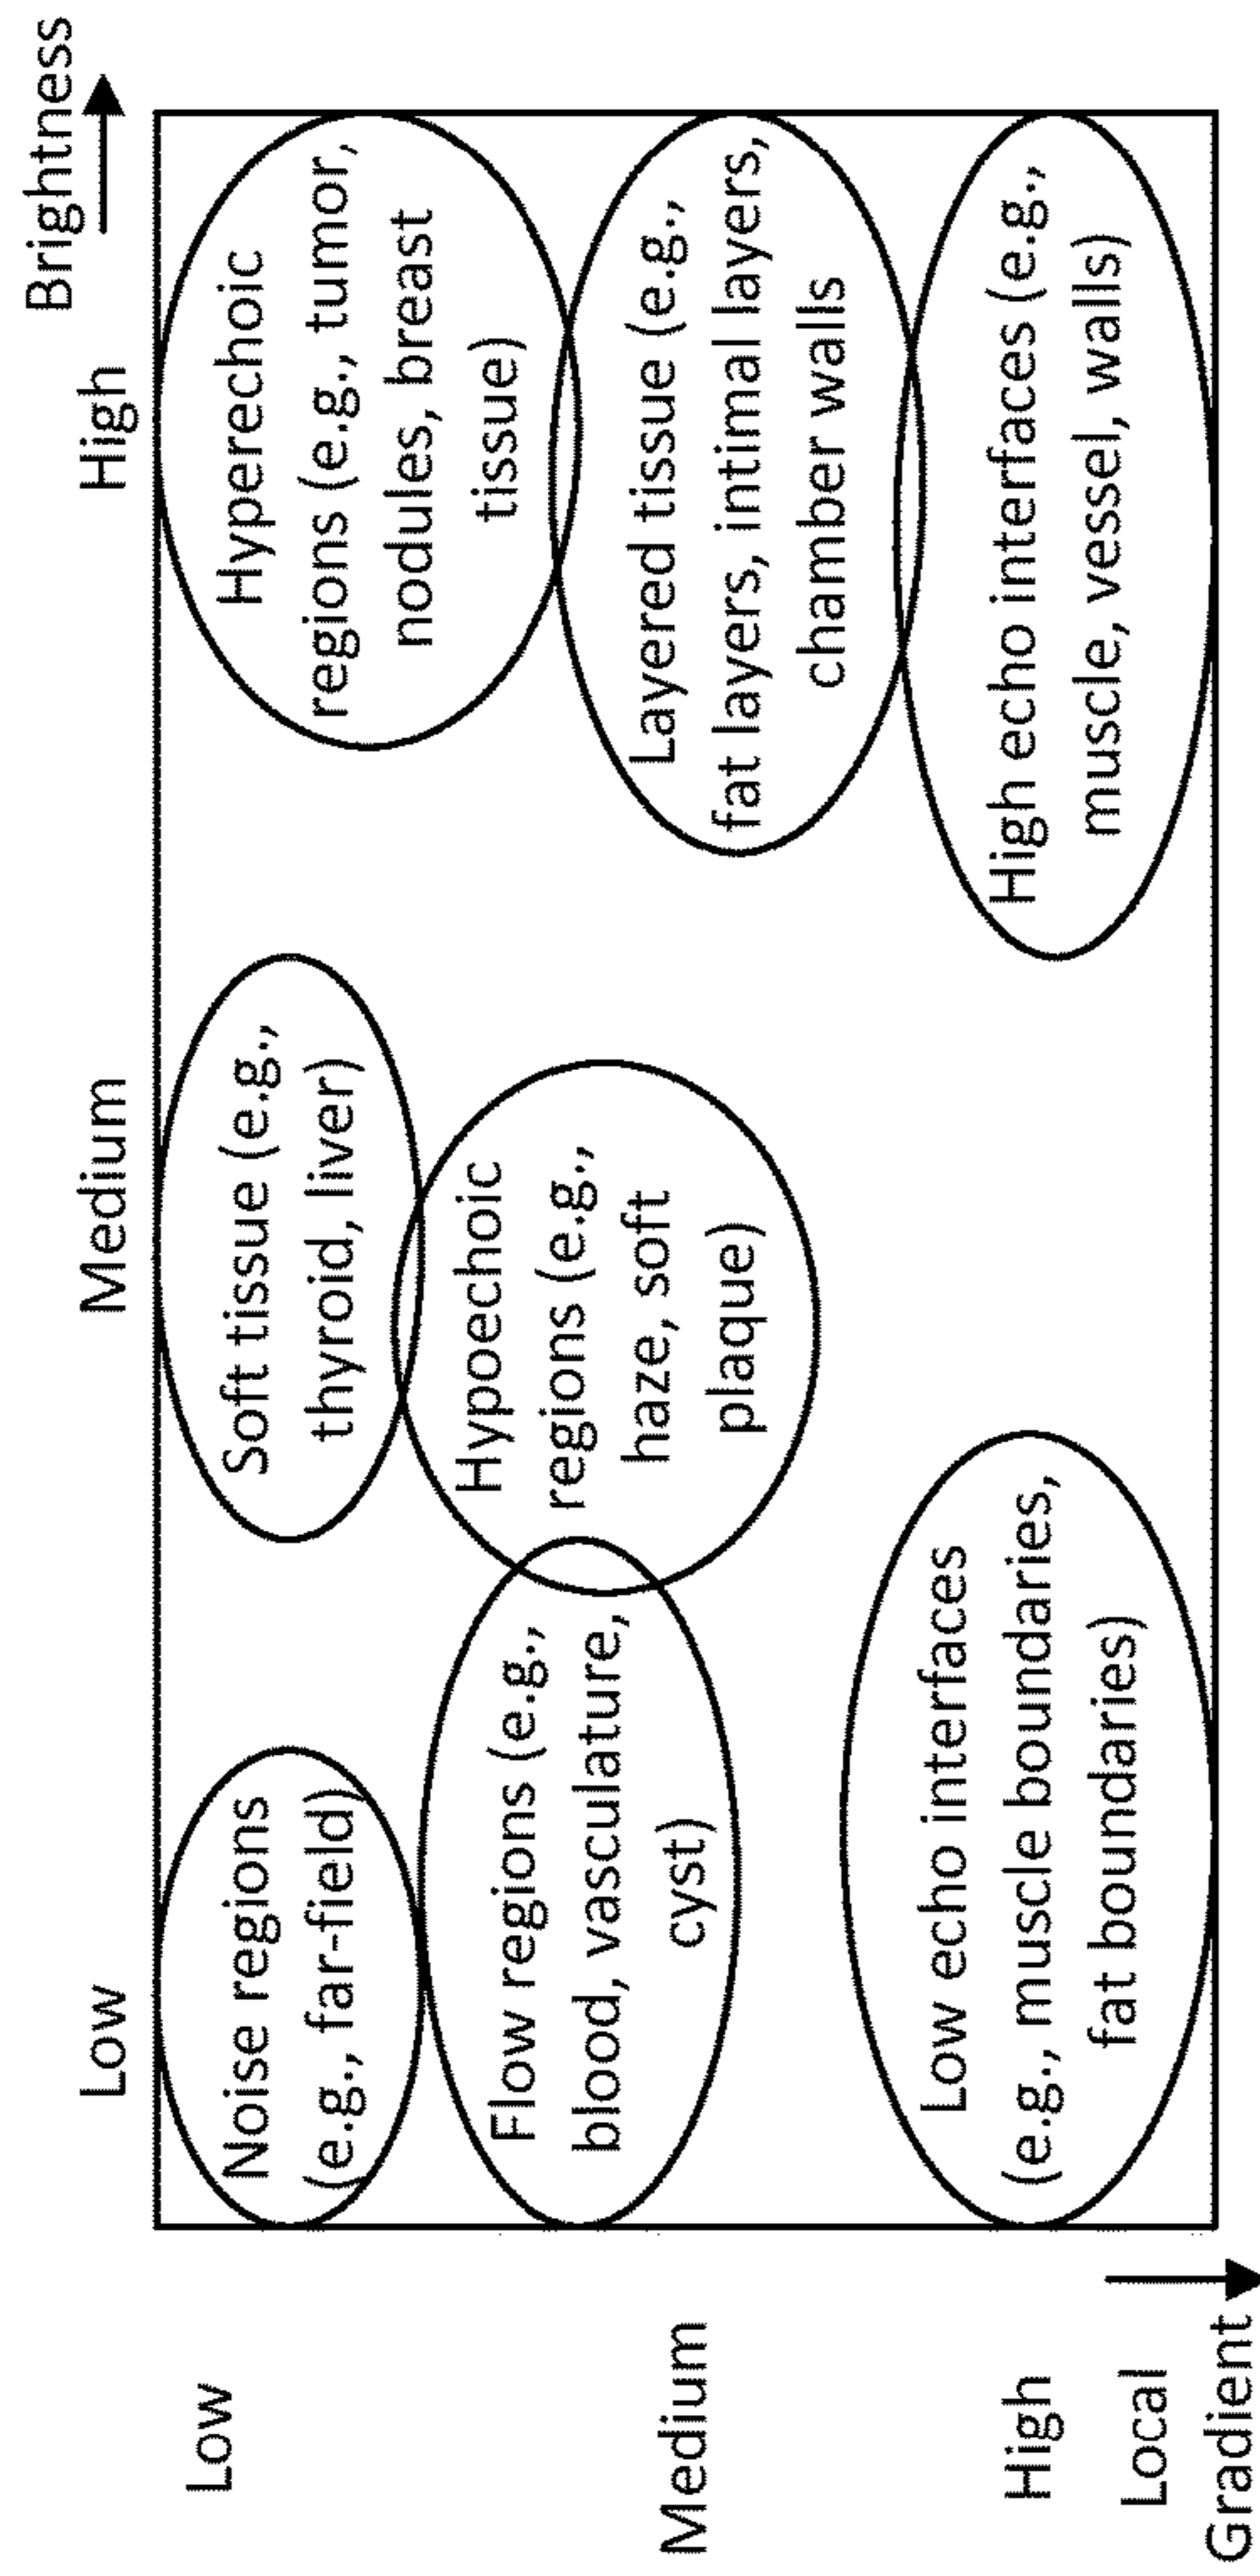 Brightness
Low
Medium
High
Low
Medium
High
Local
Gradient
Noise regions
(e.g., far-field)
Soft tissue (e.g.,
thyroid, liver)
Hyperechoic
regions (e.g., tumor,
nodules, breast
tissue)
Flow regions (e.g.,
blood, vasculature,
cyst)
Hypoechoic
regions (e.g.,
haze, soft
plaque)
Layered tissue (e.g.,
fat layers, intimal layers,
chamber walls
Low echo interfaces
(e.g., muscle boundaries,
fat boundaries)
High echo interfaces (e.g.,
muscle, vessel, walls)